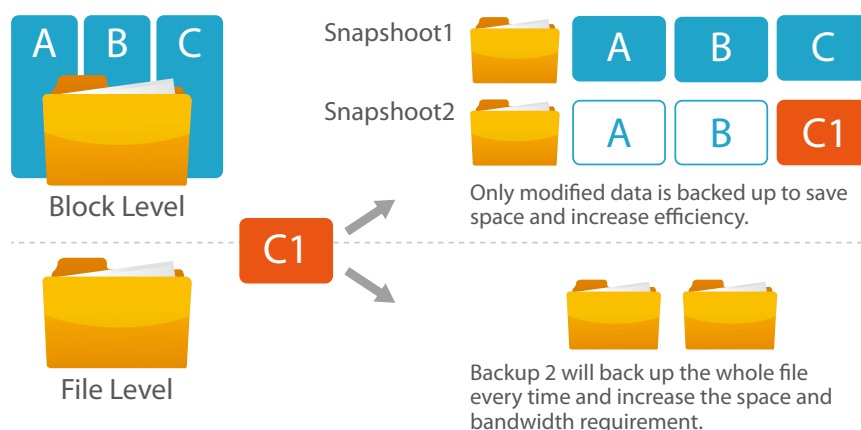 A B C
Block Level
Snapshoot1
A B C
Snapshoot2
A B C1
Only modified data is backed up to save
space and increase efficiency.
C1
File Level
Backup 2 will back up the whole file
every time and increase the space and
bandwidth requirement.